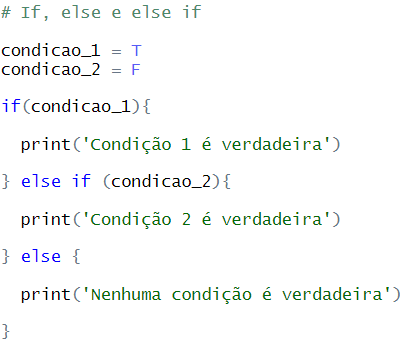 # If, else e else if
condicao_1 = T
condicao_2 = F
if(condicao_1){
print('Condição 1 é verdadeira')
} else if (condicao_2){
print('Condição 2 é verdadeira')
} else {
print('Nenhuma condição é verdadeira')
}